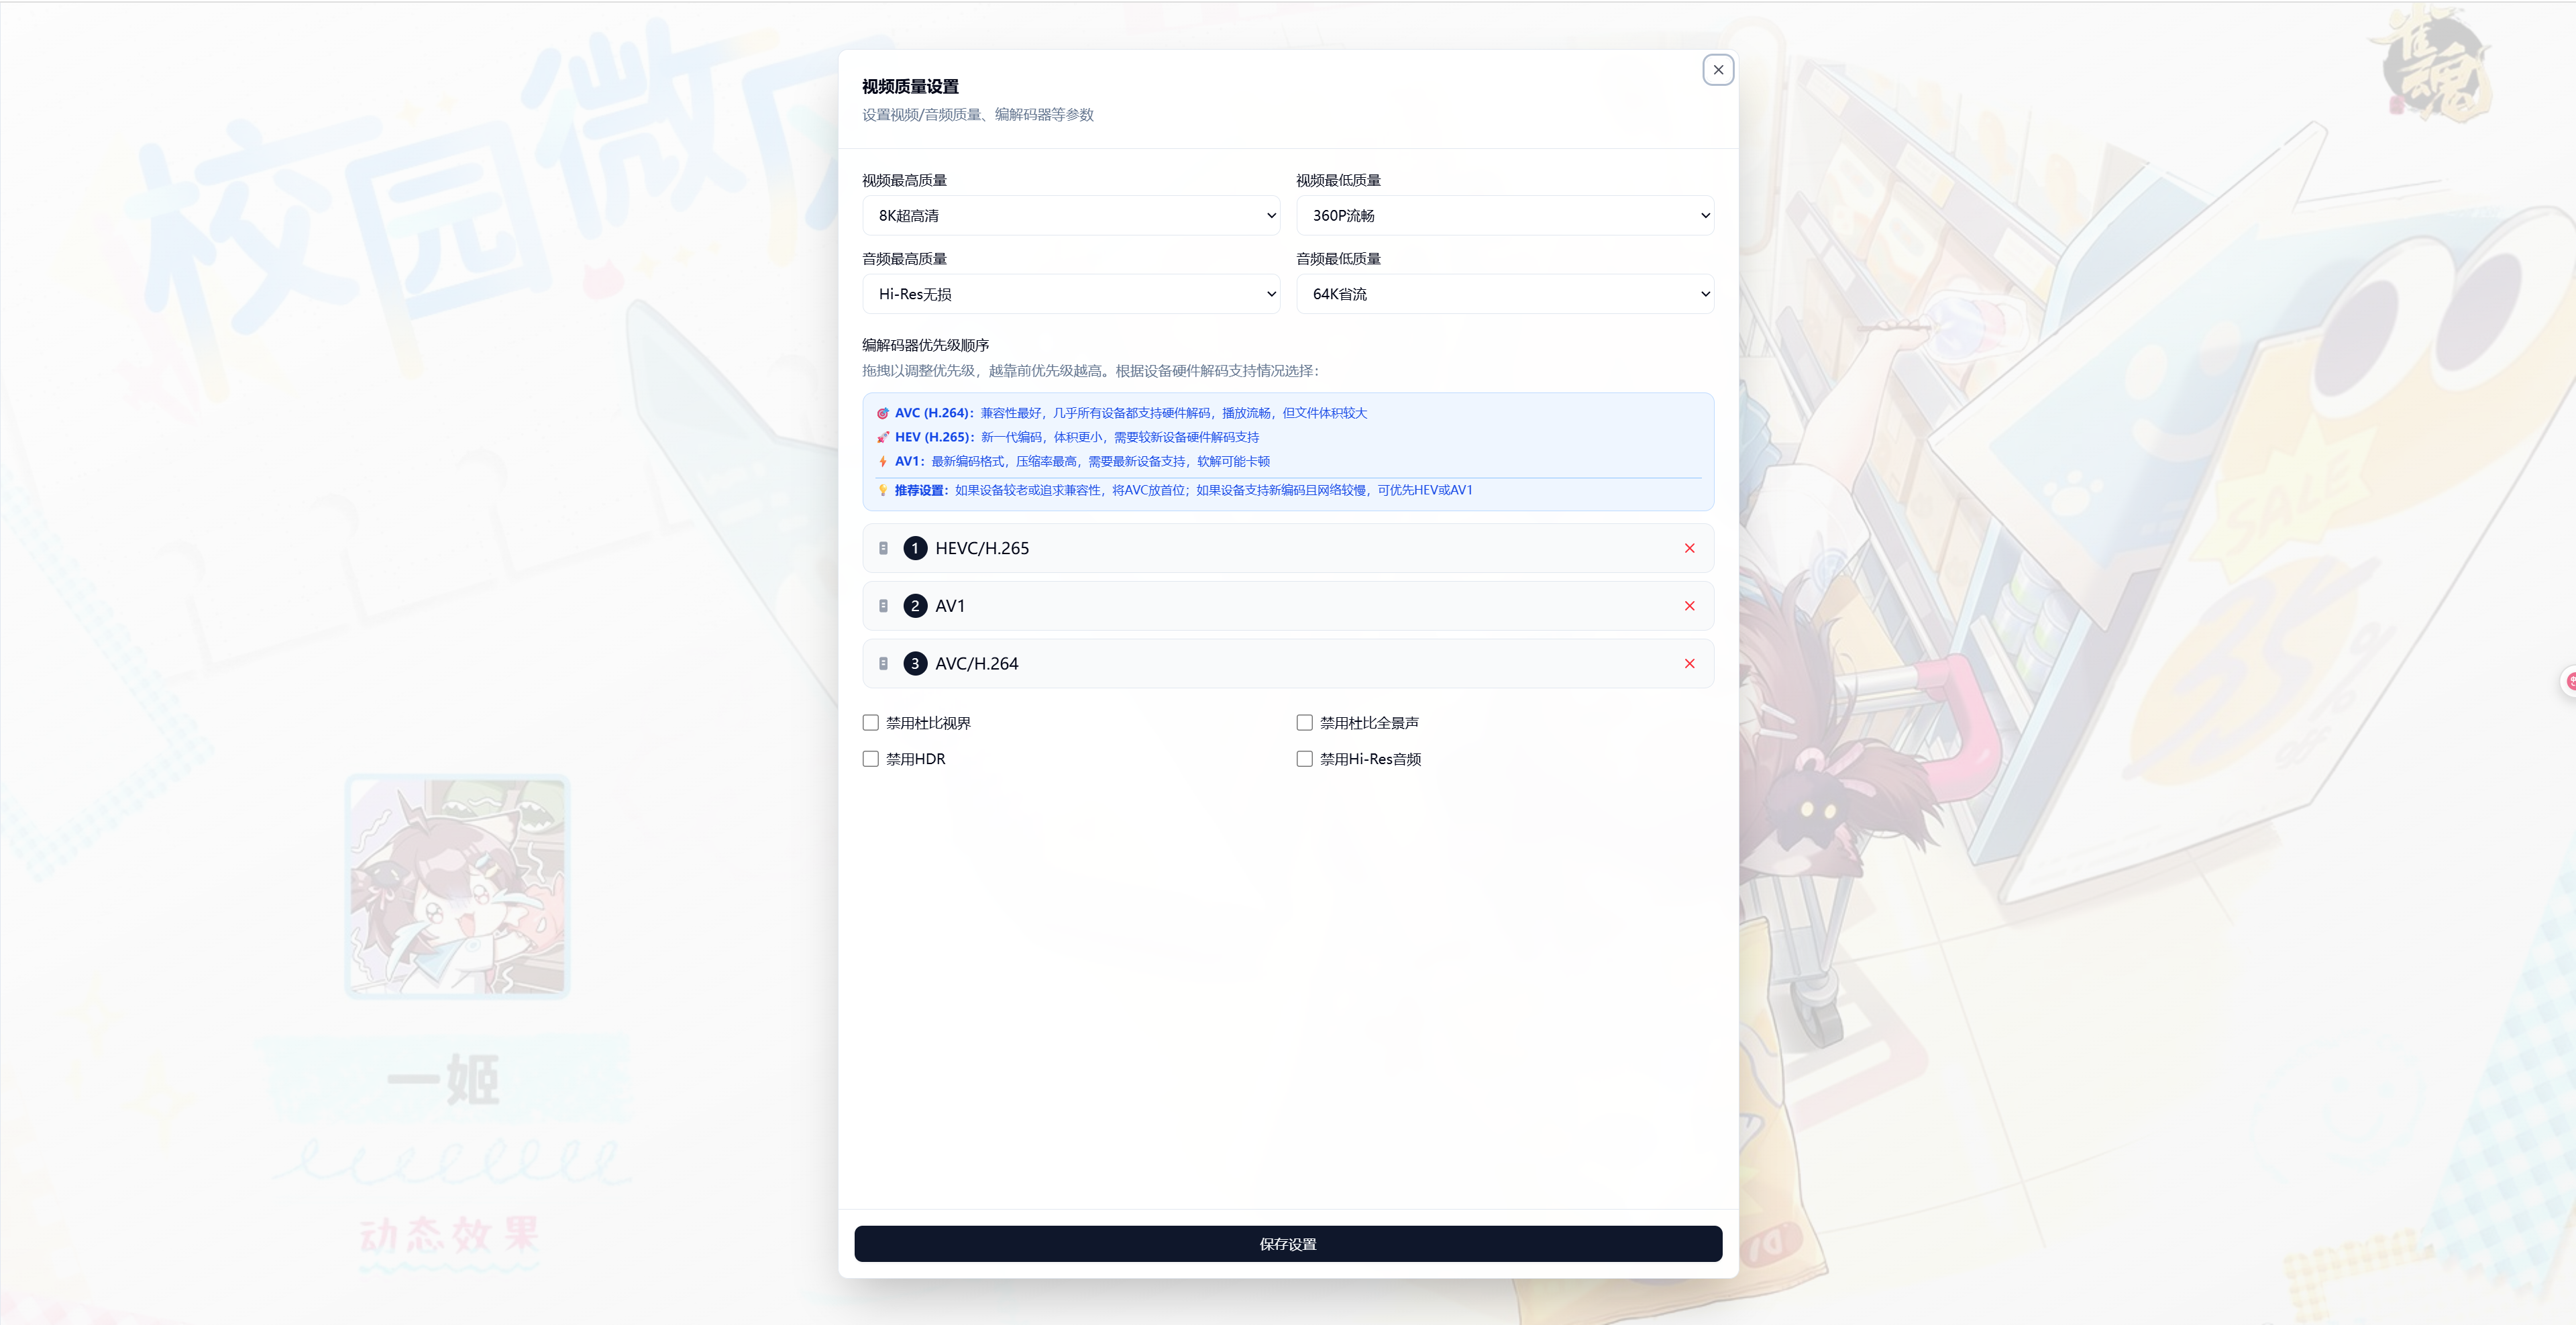 校园微
雀魂
视频质量设置
设置视频/音频质量、编解码器等参数
视频最高质量
视频最低质量
8K超高清
360P流畅
音频最高质量
音频最低质量
Hi-Res无损
64K省流
编解码器优先级顺序
拖拽以调整优先级，越靠前优先级越高。根据设备硬件解码支持情况选择：
AVC (H.264)：兼容性最好，几乎所有设备都支持硬件解码，播放流畅，但文件体积较大
HEV (H.265)：新一代编码，体积更小，需要较新设备硬件解码支持
AV1：最新编码格式，压缩率最高，需要最新设备支持，软解可能卡顿
推荐设置：如果设备较老或追求兼容性，将AVC放首位；如果设备支持新编码且网络较慢，可优先HEV或AV1
1 HEVC/H.265
2 AV1
3 AVC/H.264
禁用杜比视界
禁用杜比全景声
禁用HDR
禁用Hi-Res音频
SALE
35%
off
一姬
动态效果
保存设置